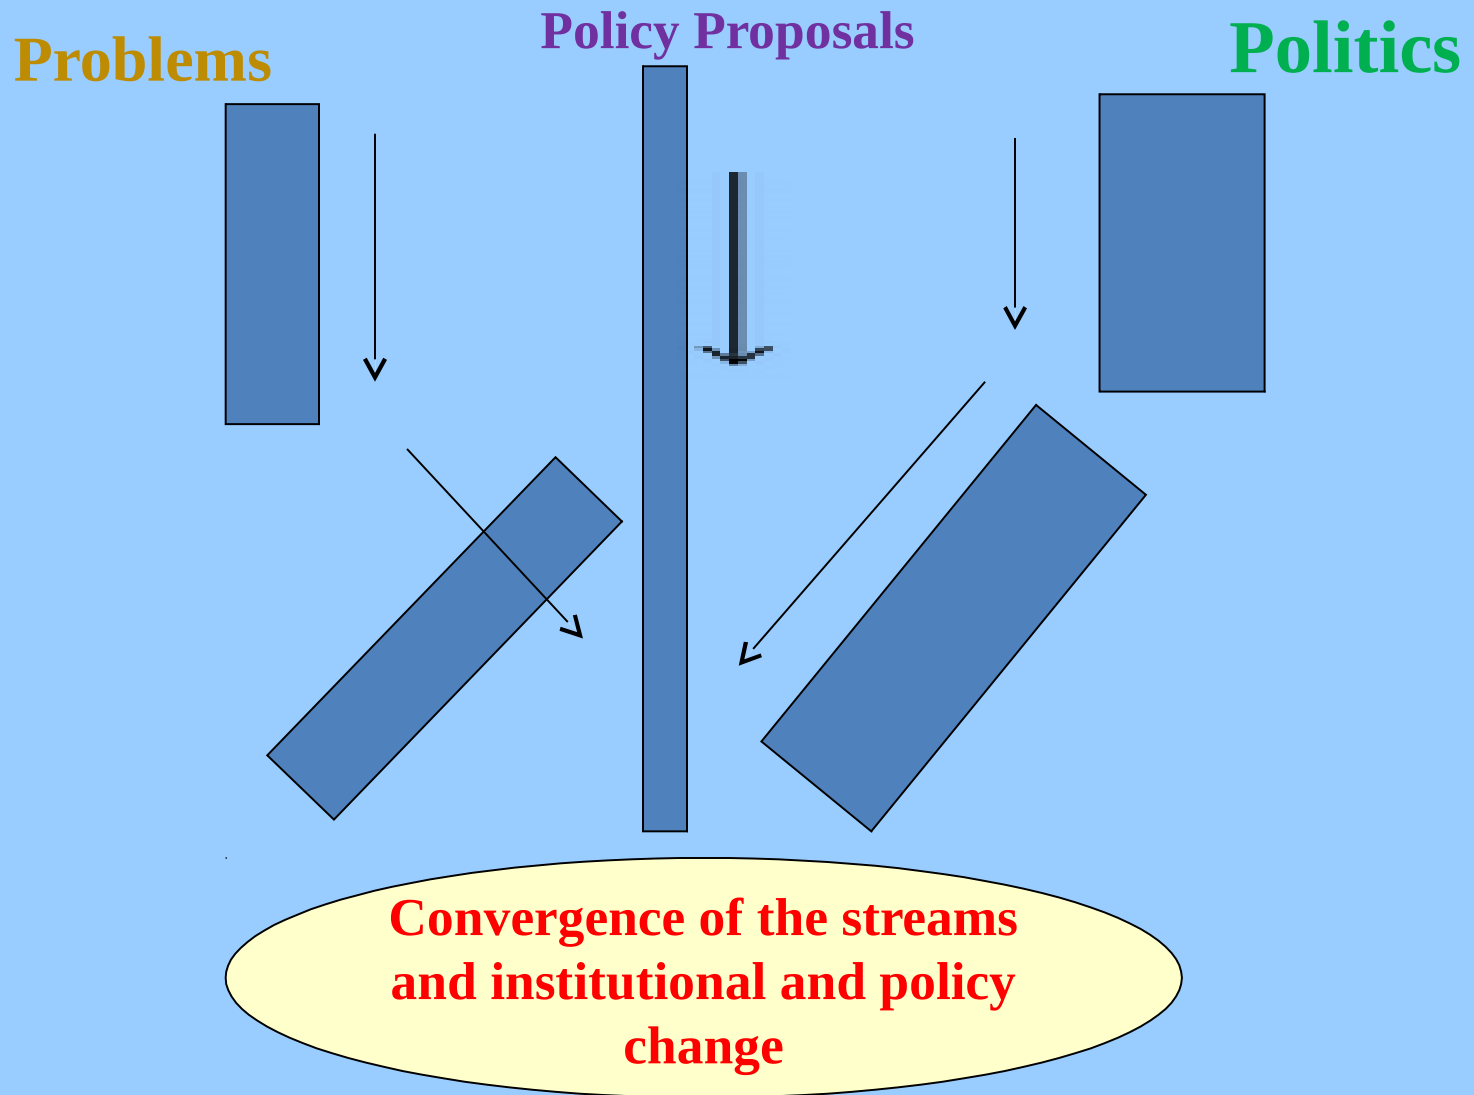 Problems
Policy Proposals
Politics
Convergence of the streams
and institutional and policy
change